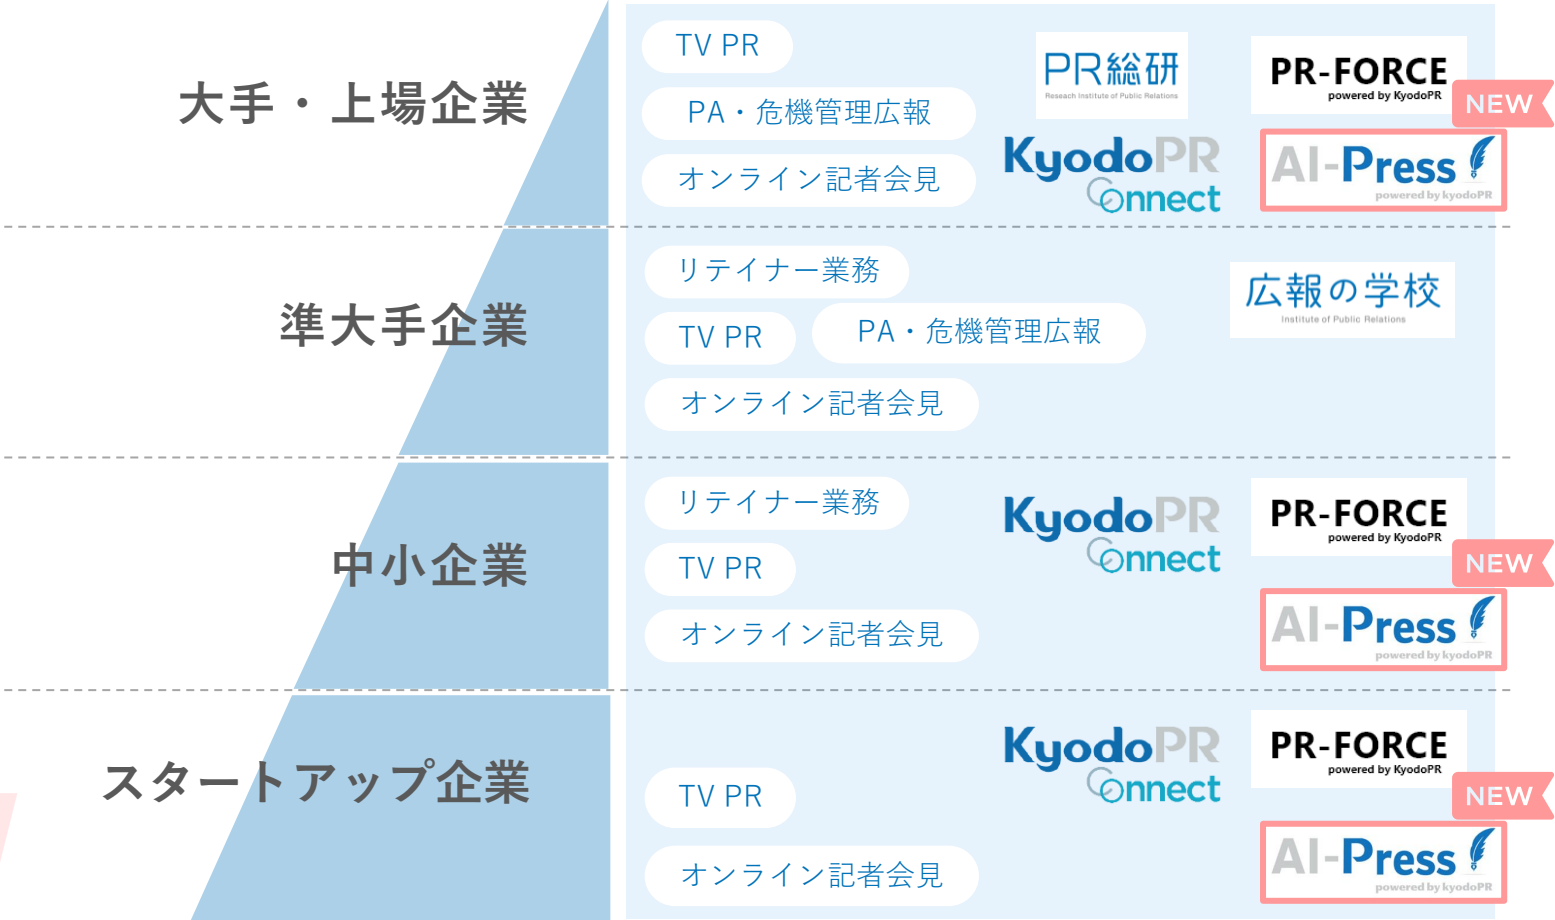 大手・上場企業
TV PR
PA・危機管理広報
オンライン記者会見
PR総研
Reseach Institute of Public Relations
KyodoPR
Connect
PR-FORCE
powered by KyodoPR
NEW
AI-Press
powered by kyodoPR
準大手企業
リテイナー業務
TV PR
PA・危機管理広報
オンライン記者会見
広報の学校
Institute of Public Relations
中小企業
リテイナー業務
TV PR
オンライン記者会見
KyodoPR
Connect
PR-FORCE
powered by KyodoPR
NEW
AI-Press
powered by kyodoPR
スタートアップ企業
TV PR
オンライン記者会見
KyodoPR
Connect
PR-FORCE
powered by KyodoPR
NEW
AI-Press
powered by kyodoPR